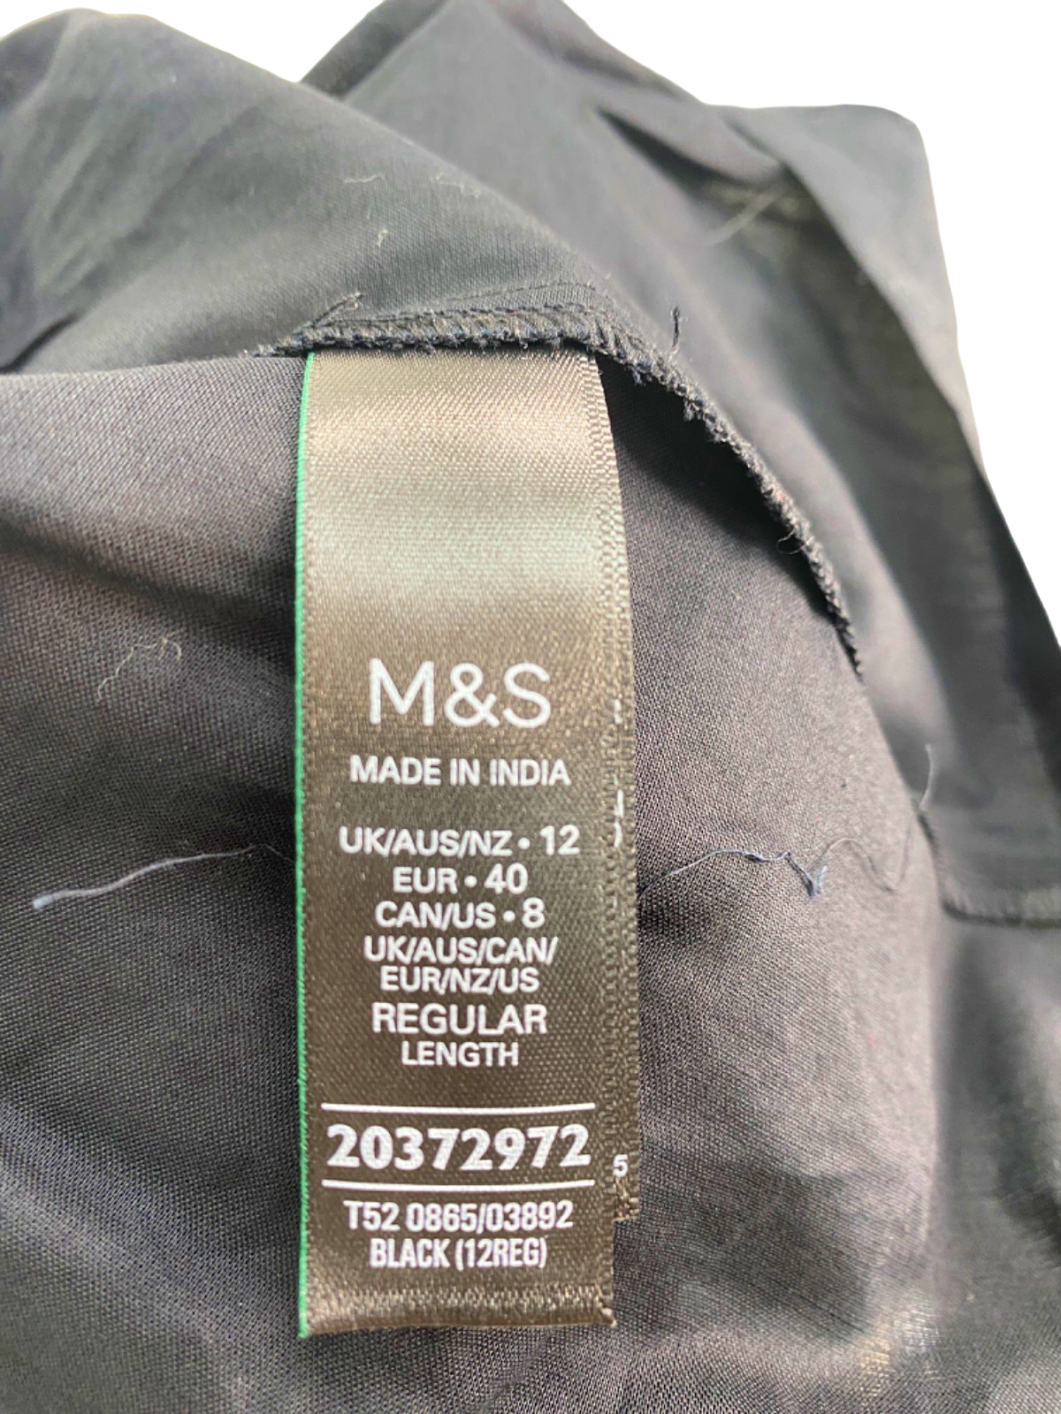 M&S
MADE IN INDIA
UK/AUS/NZ • 12
EUR • 40
CAN/US • 8
UK/AUS/CAN/
EUR/NZ/US
REGULAR
LENGTH
20372972
5
T52 0865/03892
BLACK (12REG)